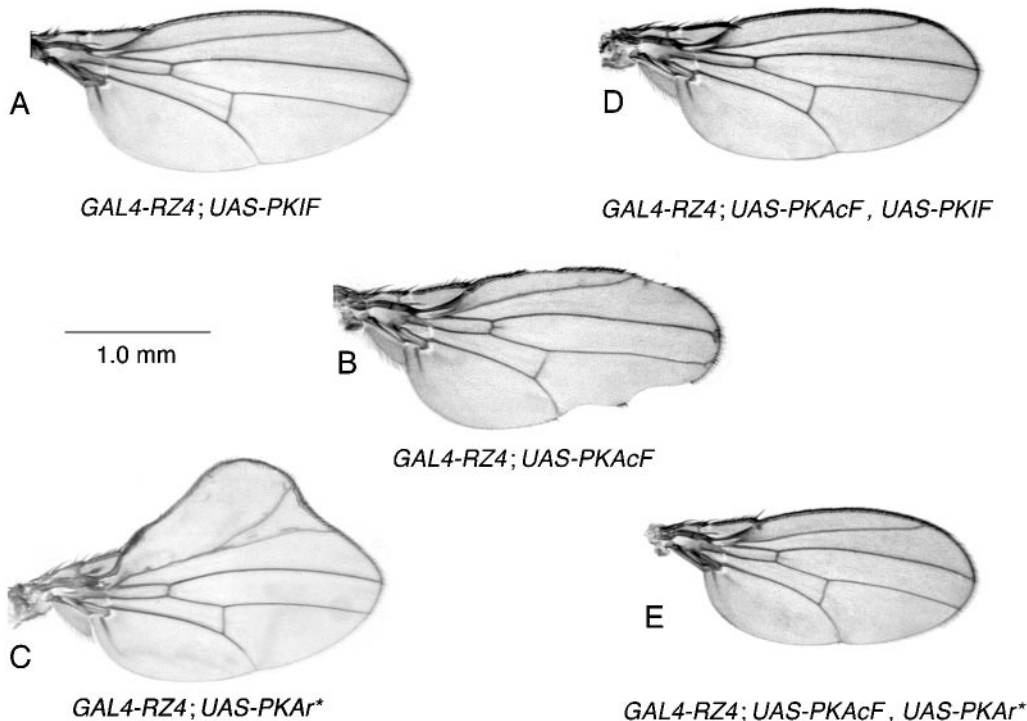 A
GAL4-RZ4; UAS-PKIF
D
GAL4-RZ4; UAS-PKAcF, UAS-PKIF
1.0 mm
B
GAL4-RZ4; UAS-PKAcF
C
GAL4-RZ4; UAS-PKAr*
E
GAL4-RZ4; UAS-PKAcF, UAS-PKAr*